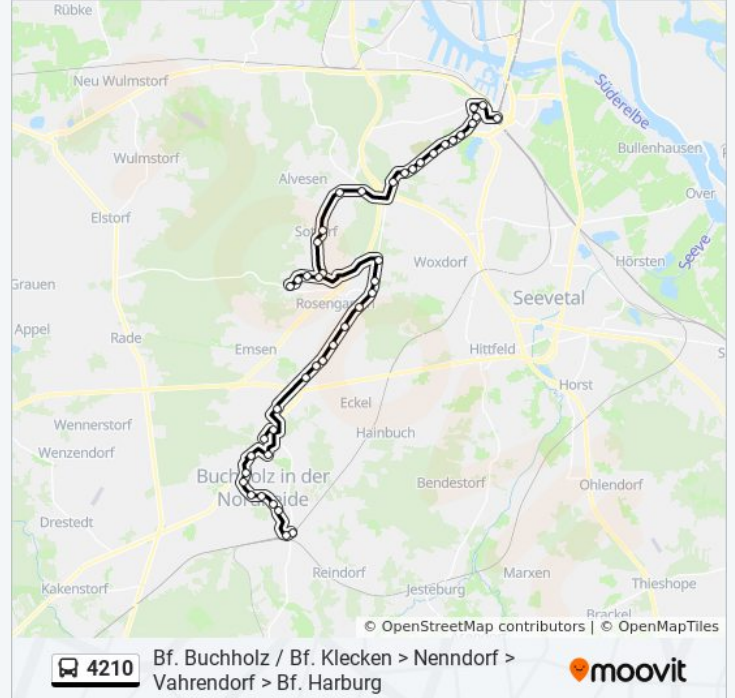 Rübke
Neu Wulmstorf
Süderelbe
Wulmstorf
Bullenhausen
Alvesen
Over
Elstorf
Seeve
Woxdorf
Hörsten
Grauen
Rosengar
Seevetal
Appel
Rade
Emsen
Hittfeld
Horst
Eckel
Wennerstorf
Hainbuch
Wenzendorf
Buchholz in der
Nordheide
Bendestorf
Ohlendorf
Drestedt
Reindorf
Marxen
Thieshope
Kakenstorf
Jesteburg
Brackel
© OpenStreetMap contributors | © OpenMapTiles
4210
Bf. Buchholz / Bf. Klecken > Nenndorf >
Vahrendorf > Bf. Harburg
moovit